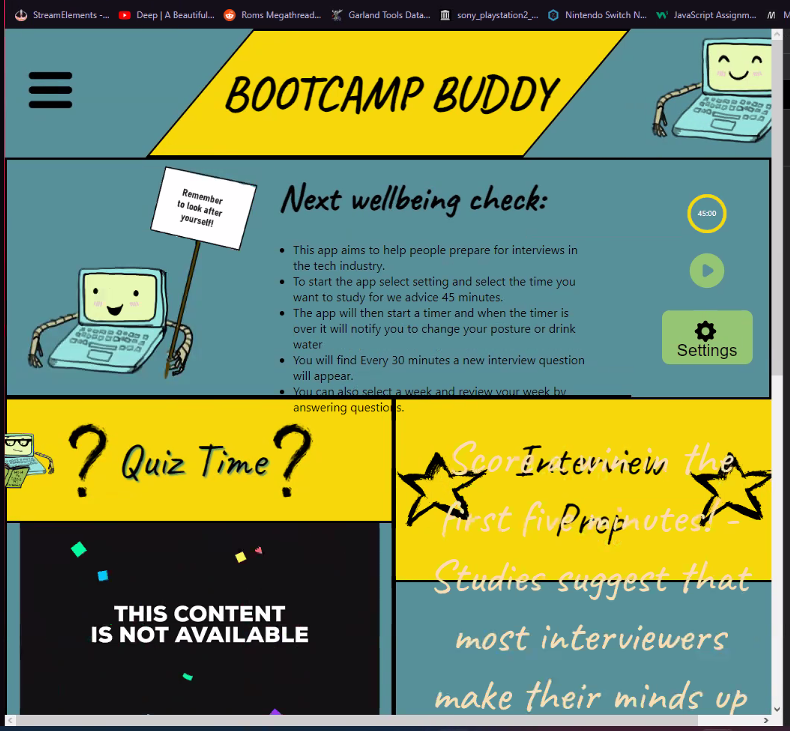 StreamElements -...
Deep | A Beautiful...
Roms Megathread...
Garland Tools Data...
sony_playstation2_...
Nintendo Switch N...
JavaScript Assignm...
M
BOOTCAMP BUDDY
Remember
to look after
yourself!
Next wellbeing check:
• This app aims to help people prepare for interviews in
the tech industry.
• To start the app select setting and select the time you
want to study for we advice 45 minutes.
• The app will then start a timer and when the timer is
over it will notify you to change your posture or drink
water
• You will find Every 30 minutes a new interview question
will appear.
• You can also select a week and review your week by
answering questions.
45:00
Settings
? Quiz Time ?
Interview
Prep
Score a win in the
first five minutes! -
Studies suggest that
most interviewers
make their minds up
THIS CONTENT
IS NOT AVAILABLE